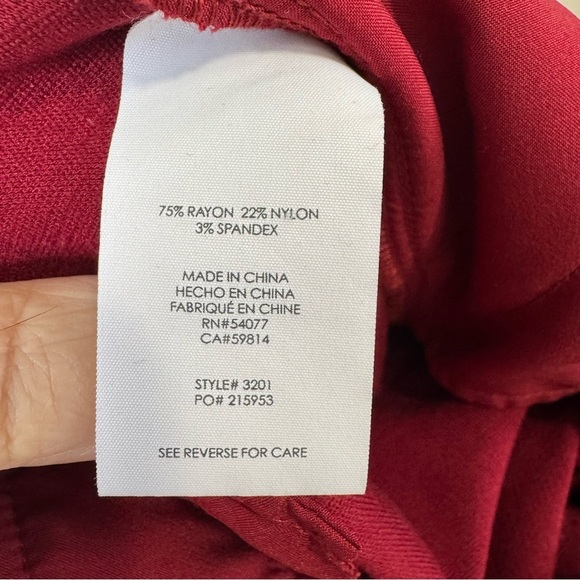 75% RAYON 22% NYLON
3% SPANDEX
MADE IN CHINA
HECHO EN CHINA
FABRIQUÉ EN CHINE
RN#54077
CA#59814
STYLE# 3201
PO# 215953
SEE REVERSE FOR CARE